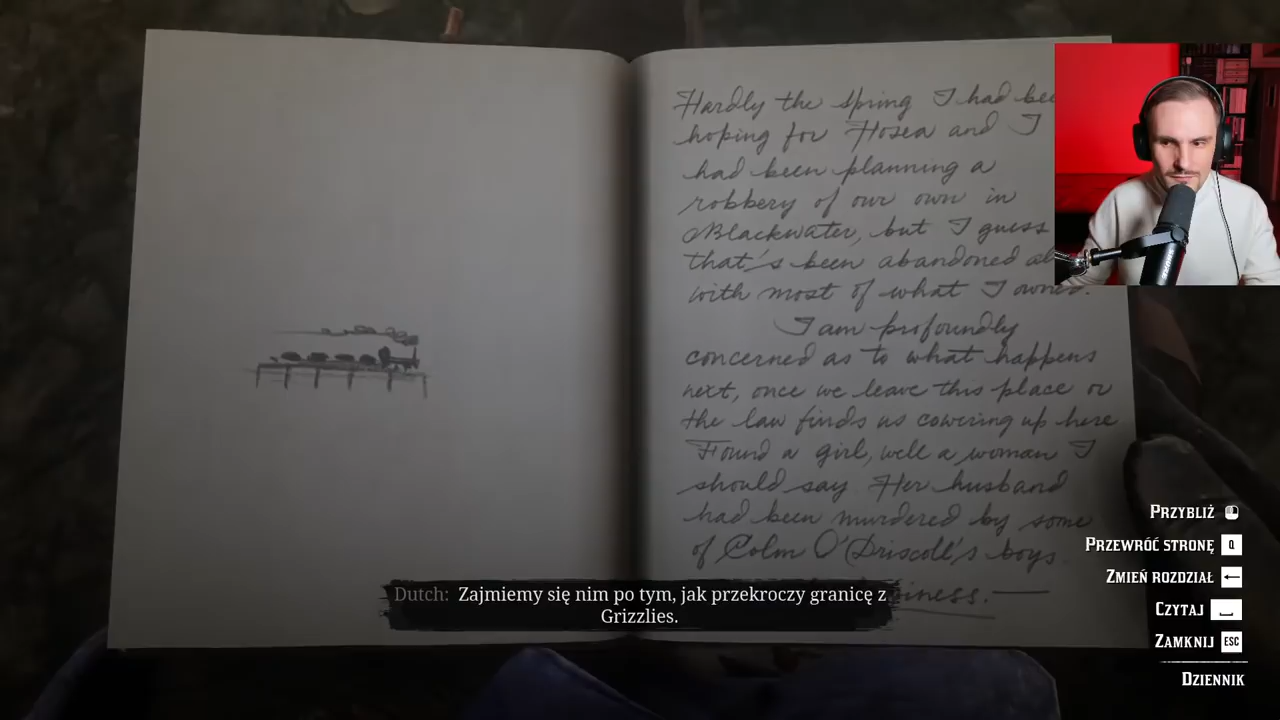 Hardly the spring I had
hoping for Hosea and I
had been planning a
robbery of our own in
Blackwater, but I guess
that's been abandoned
with most of what I owned.
I am profoundly
concerned as to what happens
next, once we leave this place or
the law finds us cowering up here
Found a girl, well a woman I
should say. Her husband
had been murdered by some
of Colm O'Driscoll's boys.
Dutch: Zajmiemy się nim po tym, jak przekroczy granicę z
Grizzlies.
PRZYBLIŻ
PRZEWRÓĆ STRONĘ Q
ZMIEŃ ROZDZIAŁ ←
CZYTAJ
ZAMKNIJ ESC
DZIENNIK